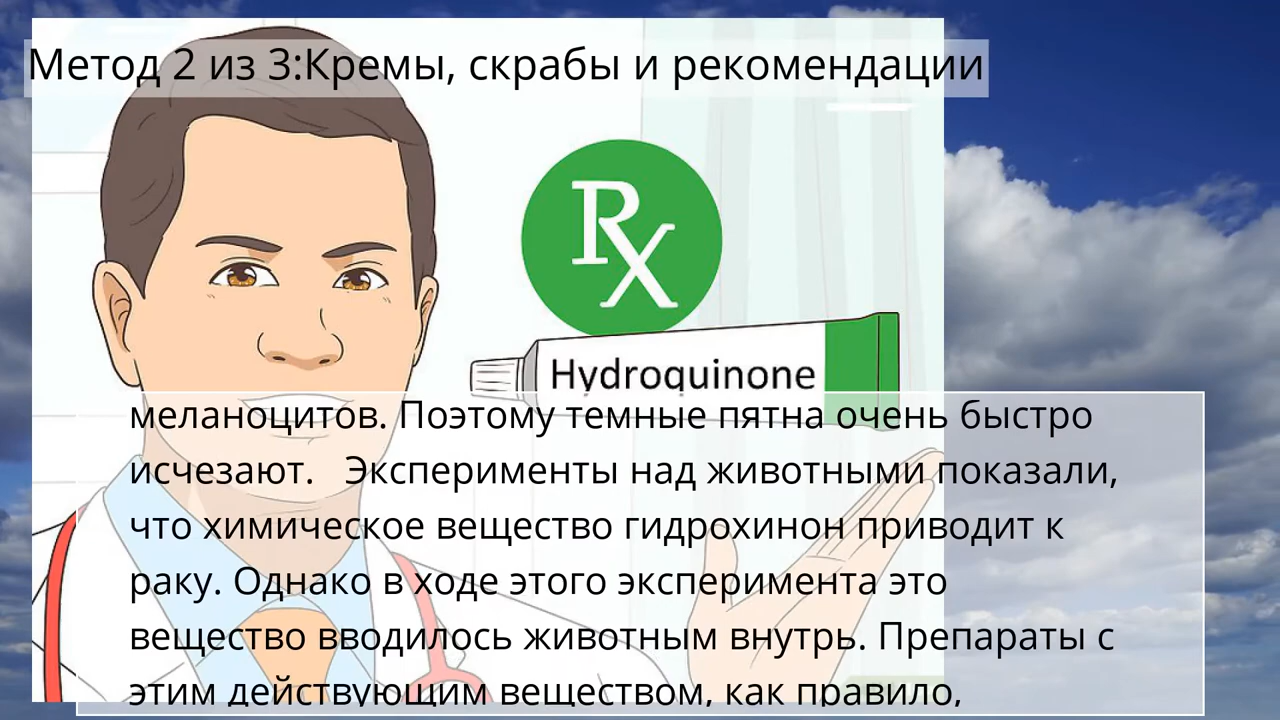 Метод 2 из 3:Кремы, скрабы и рекомендации
Rx
Hydroquinone
меланоцитов. Поэтому темные пятна очень быстро
исчезают.   Эксперименты над животными показали,
что химическое вещество гидрохинон приводит к
раку. Однако в ходе этого эксперимента это
вещество вводилось животным внутрь. Препараты с
этим действующим веществом, как правило,